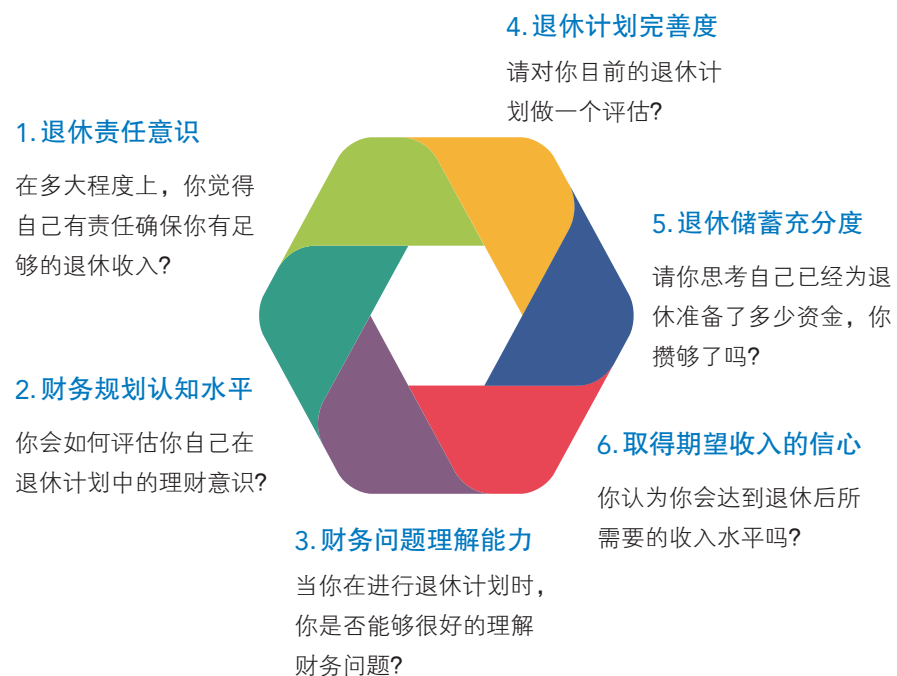 1.退休责任意识
在多大程度上，你觉得
自己有责任确保你有足
够的退休收入?
2.财务规划认知水平
你会如何评估你自己在
退休计划中的理财意识?
3.财务问题理解能力
当你在进行退休计划时，
你是否能够很好的理解
财务问题?
4.退休计划完善度
请对你目前的退休计
划做一个评估?
5.退休储蓄充分度
请你思考自己已经为退
休准备了多少资金，你
攒够了吗?
6.取得期望收入的信心
你认为你会达到退休后所
需要的收入水平吗?